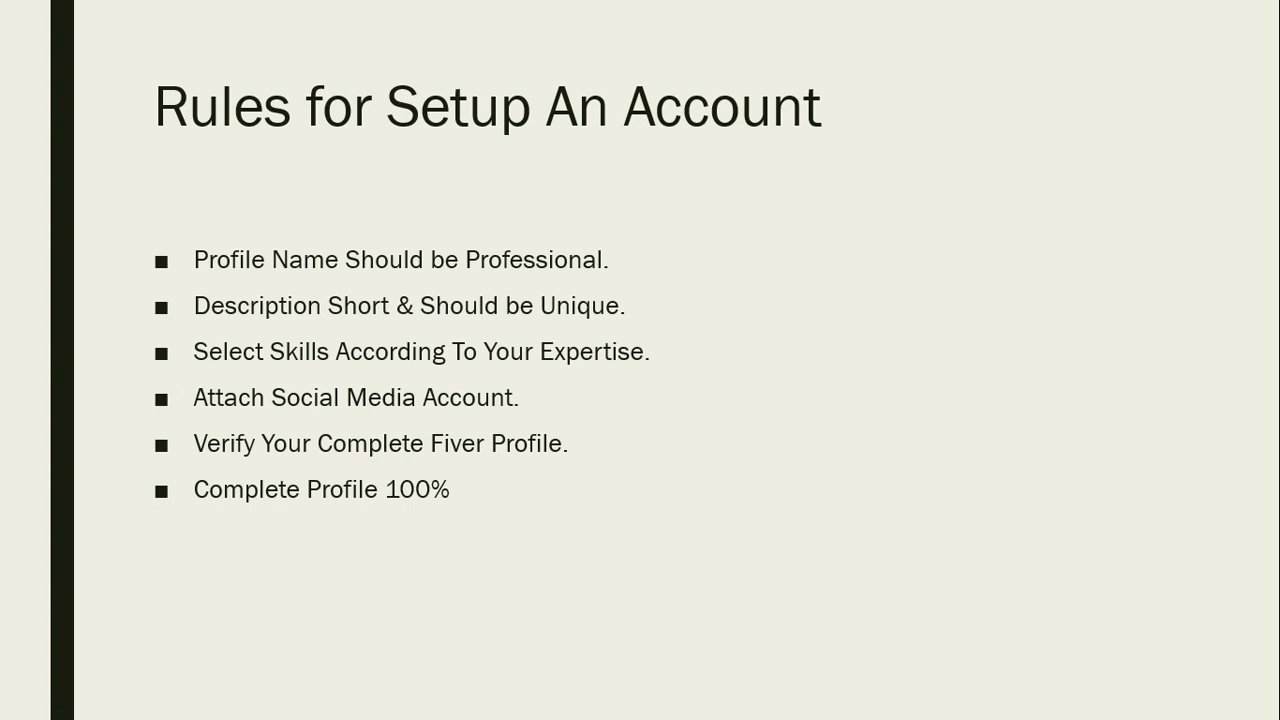 Rules for Setup An Account
■ Profile Name Should be Professional.
■ Description Short & Should be Unique.
■ Select Skills According To Your Expertise.
■ Attach Social Media Account.
■ Verify Your Complete Fiver Profile.
■ Complete Profile 100%